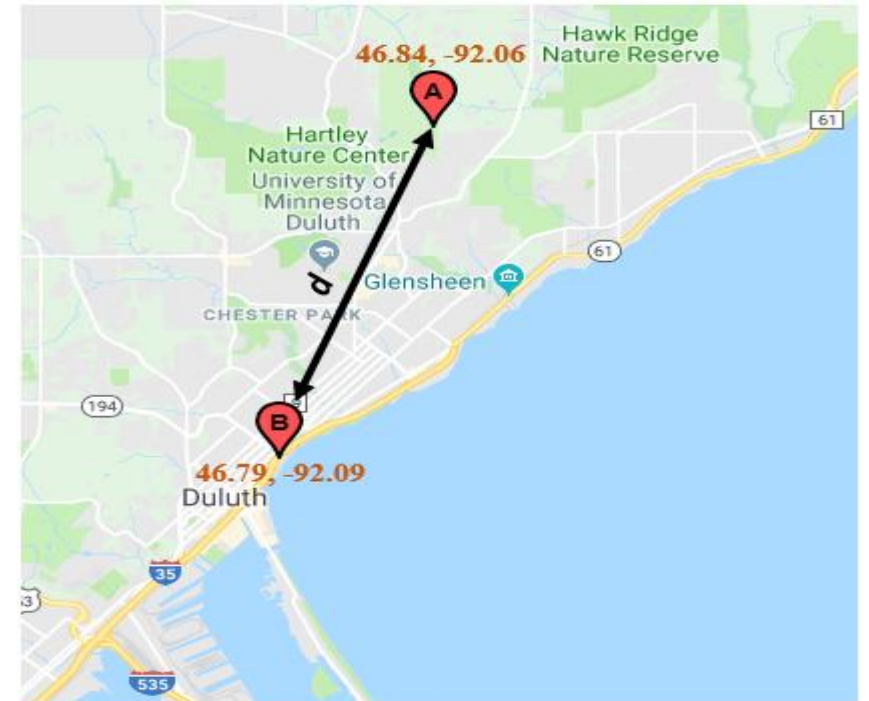 Hawk Ridge
Nature Reserve
46.84, -92.06
A
61
Hartley
Nature Center
University of
Minnesota
Duluth
61
Glensheen
d
CHESTER PARK
194
B
46.79, -92.09
Duluth
35
535